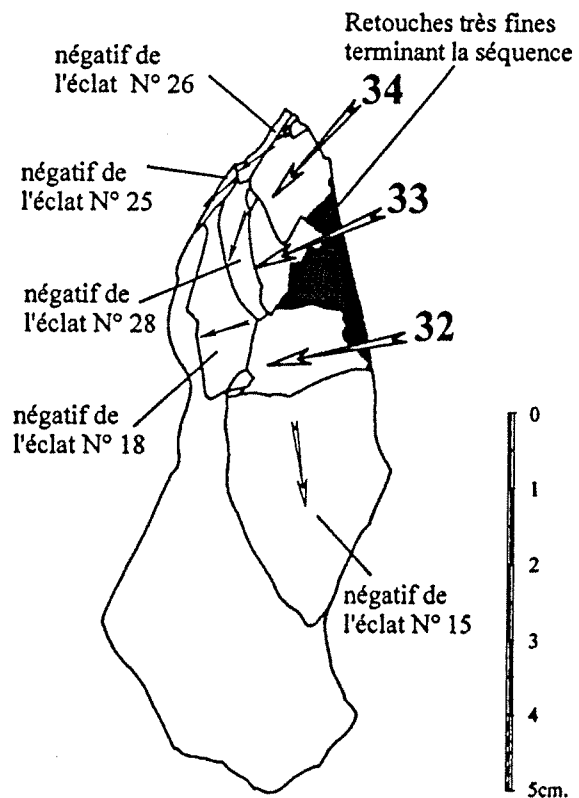 Retouches très fines
terminant la séquence
négatif de
l'éclat N° 26
34
négatif de
l'éclat N° 25
33
négatif de
l'éclat N° 28
32
négatif de
l'éclat N° 18
négatif de
l'éclat N° 15
0
1
2
3
4
5cm.